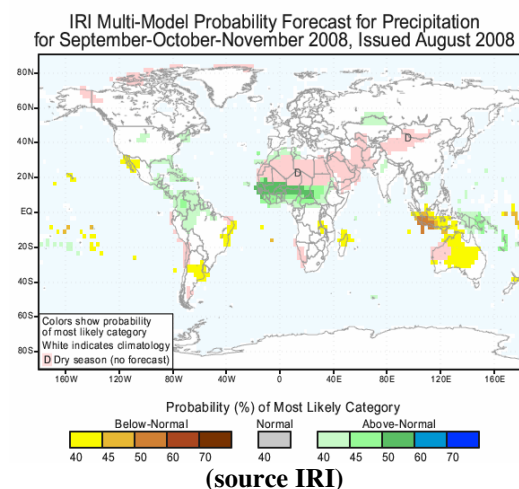 IRI Multi-Model Probability Forecast for Precipitation
for September-October-November 2008, Issued August 2008
80N
60N
40N
20N
EQ
20S
40S
60S
80S
D
D
Colors show probability
of most likely category
White indicates climatology
D Dry season (no forecast)
160W 120W 80W 40W 0 40E 80E 120E 160E
Probability (%) of Most Likely Category
Below-Normal Normal Above-Normal
40 45 50 60 70 40 40 45 50 60 70
(source IRI)